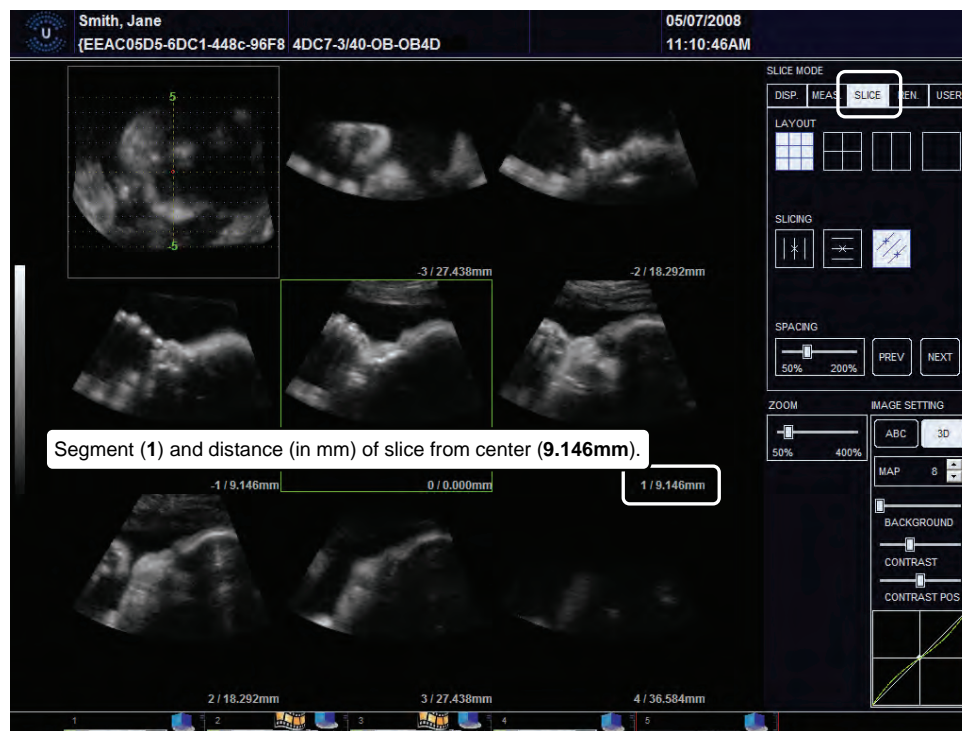 U
Smith, Jane
05/07/2008
{EEAC05D5-6DC1-448c-96F8 4DC7-3/40-OB-OB4D
11:10:46AM
SLICE MODE
DISP. MEAS. SLICE REN. USER
LAYOUT
5
-5
-3 / 27.438mm
-2 / 18.292mm
SLICING
SPACING
50% 200%
PREV
NEXT
ZOOM
50% 400%
IMAGE SETTING
ABC
3D
MAP 8
BACKGROUND
CONTRAST
CONTRAST POS
Segment (1) and distance (in mm) of slice from center (9.146mm).
-1 / 9.146mm
0 / 0.000mm
1 / 9.146mm
2 / 18.292mm
3 / 27.438mm
4 / 36.584mm
1 2 3 4 5